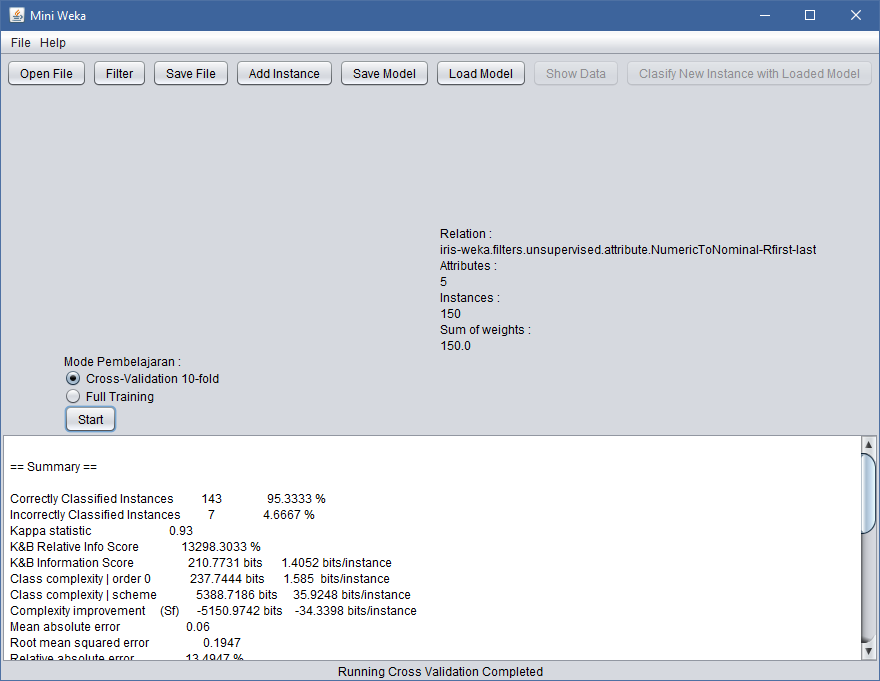 Mini Weka
File Help
Open File Filter Save File Add Instance Save Model Load Model Show Data Clasify New Instance with Loaded Model
Relation :
iris-weka.filters.unsupervised.attribute.NumericToNominal-Rfirst-last
Attributes :
5
Instances :
150
Sum of weights :
150.0
Mode Pembelajaran :
Cross-Validation 10-fold
Full Training
Start
== Summary ==
Correctly Classified Instances 143 95.3333 %
Incorrectly Classified Instances 7 4.6667 %
Kappa statistic 0.93
K&B Relative Info Score 13298.3033 %
K&B Information Score 210.7731 bits 1.4052 bits/instance
Class complexity | order 0 237.7444 bits 1.585 bits/instance
Class complexity | scheme 5388.7186 bits 35.9248 bits/instance
Complexity improvement (Sf) -5150.9742 bits -34.3398 bits/instance
Mean absolute error 0.06
Root mean squared error 0.1947
Relative absolute error 13.4947 %
Running Cross Validation Completed